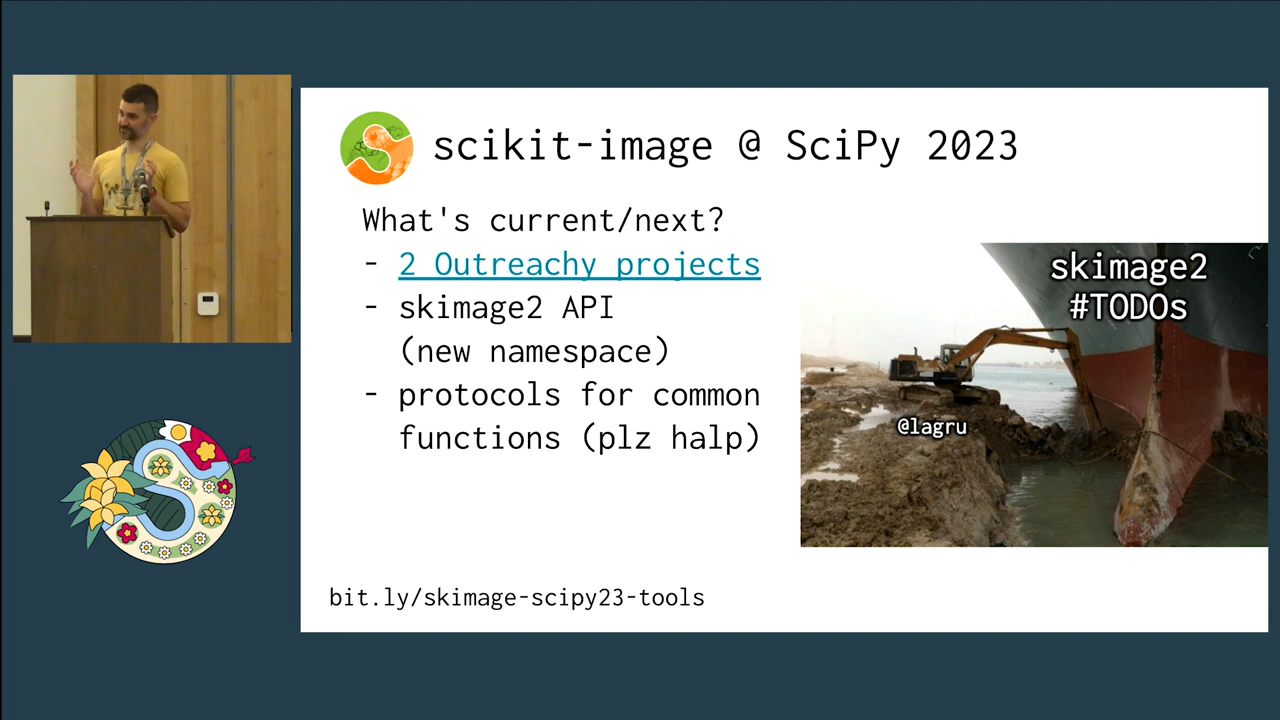 scikit-image @ SciPy 2023
What's current/next?
- 2 Outreachy projects
- skimage2 API
(new namespace)
- protocols for common
functions (plz halp)
skimage2
#TODOs
@lagru
bit.ly/skimage-scipy23-tools